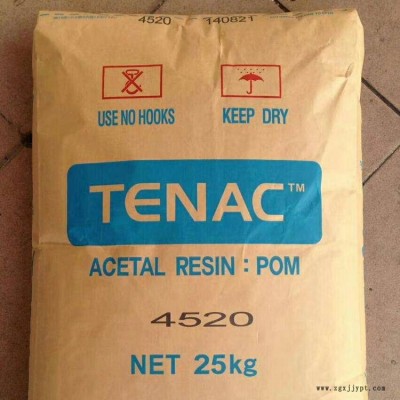 4520 140821
USE NO HOOKS KEEP DRY
TENAC™
ACETAL RESIN : POM
4520
NET 25kg
www.zgxjjypt.com